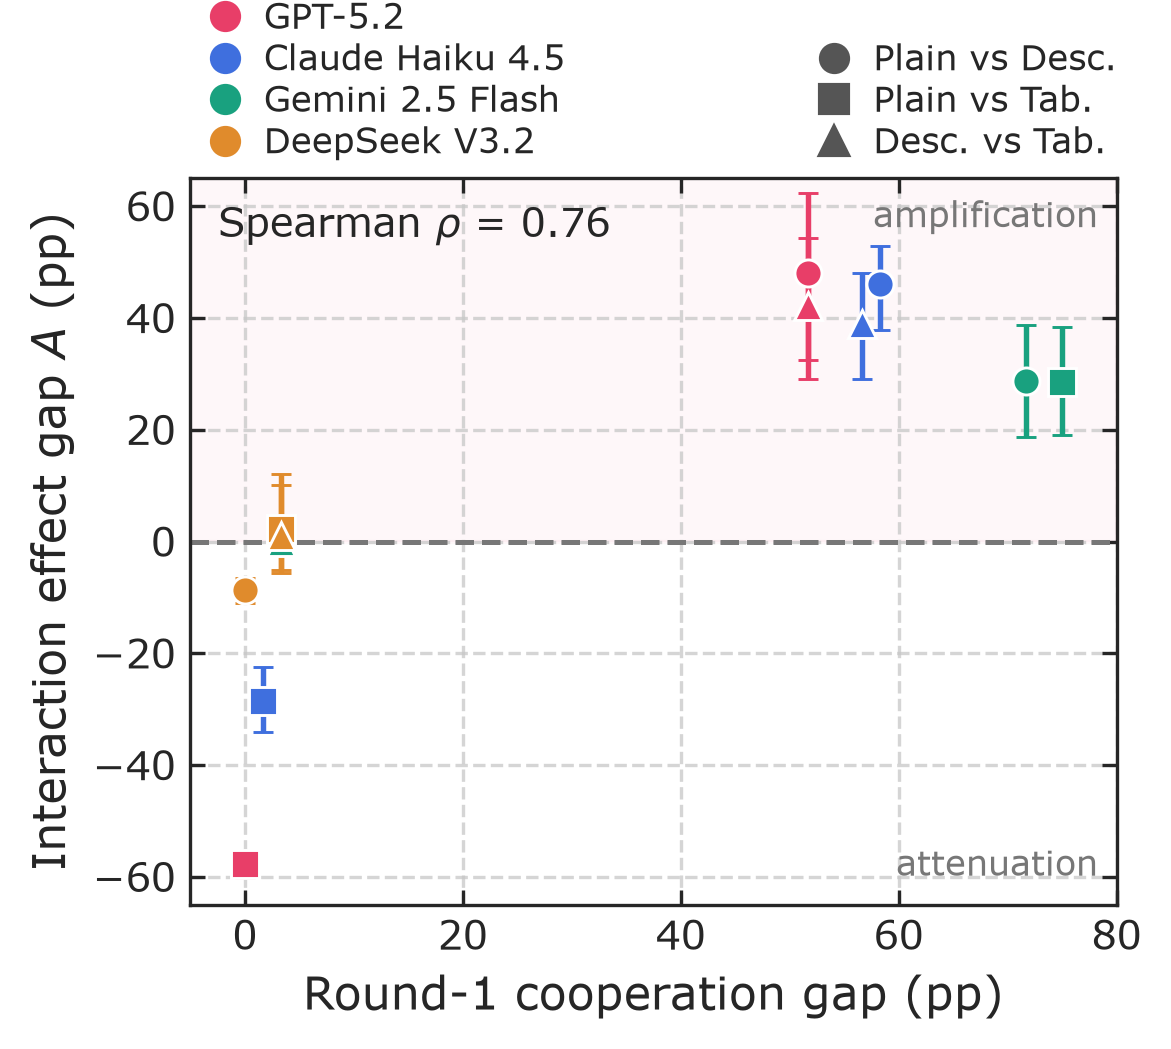 GPT-5.2
Claude Haiku 4.5
Gemini 2.5 Flash
DeepSeek V3.2
Plain vs Desc.
Plain vs Tab.
Desc. vs Tab.
Spearman ρ = 0.76
amplification
attenuation
60
40
20
0
−20
−40
−60
Interaction effect gap A (pp)
0 20 40 60 80
Round-1 cooperation gap (pp)